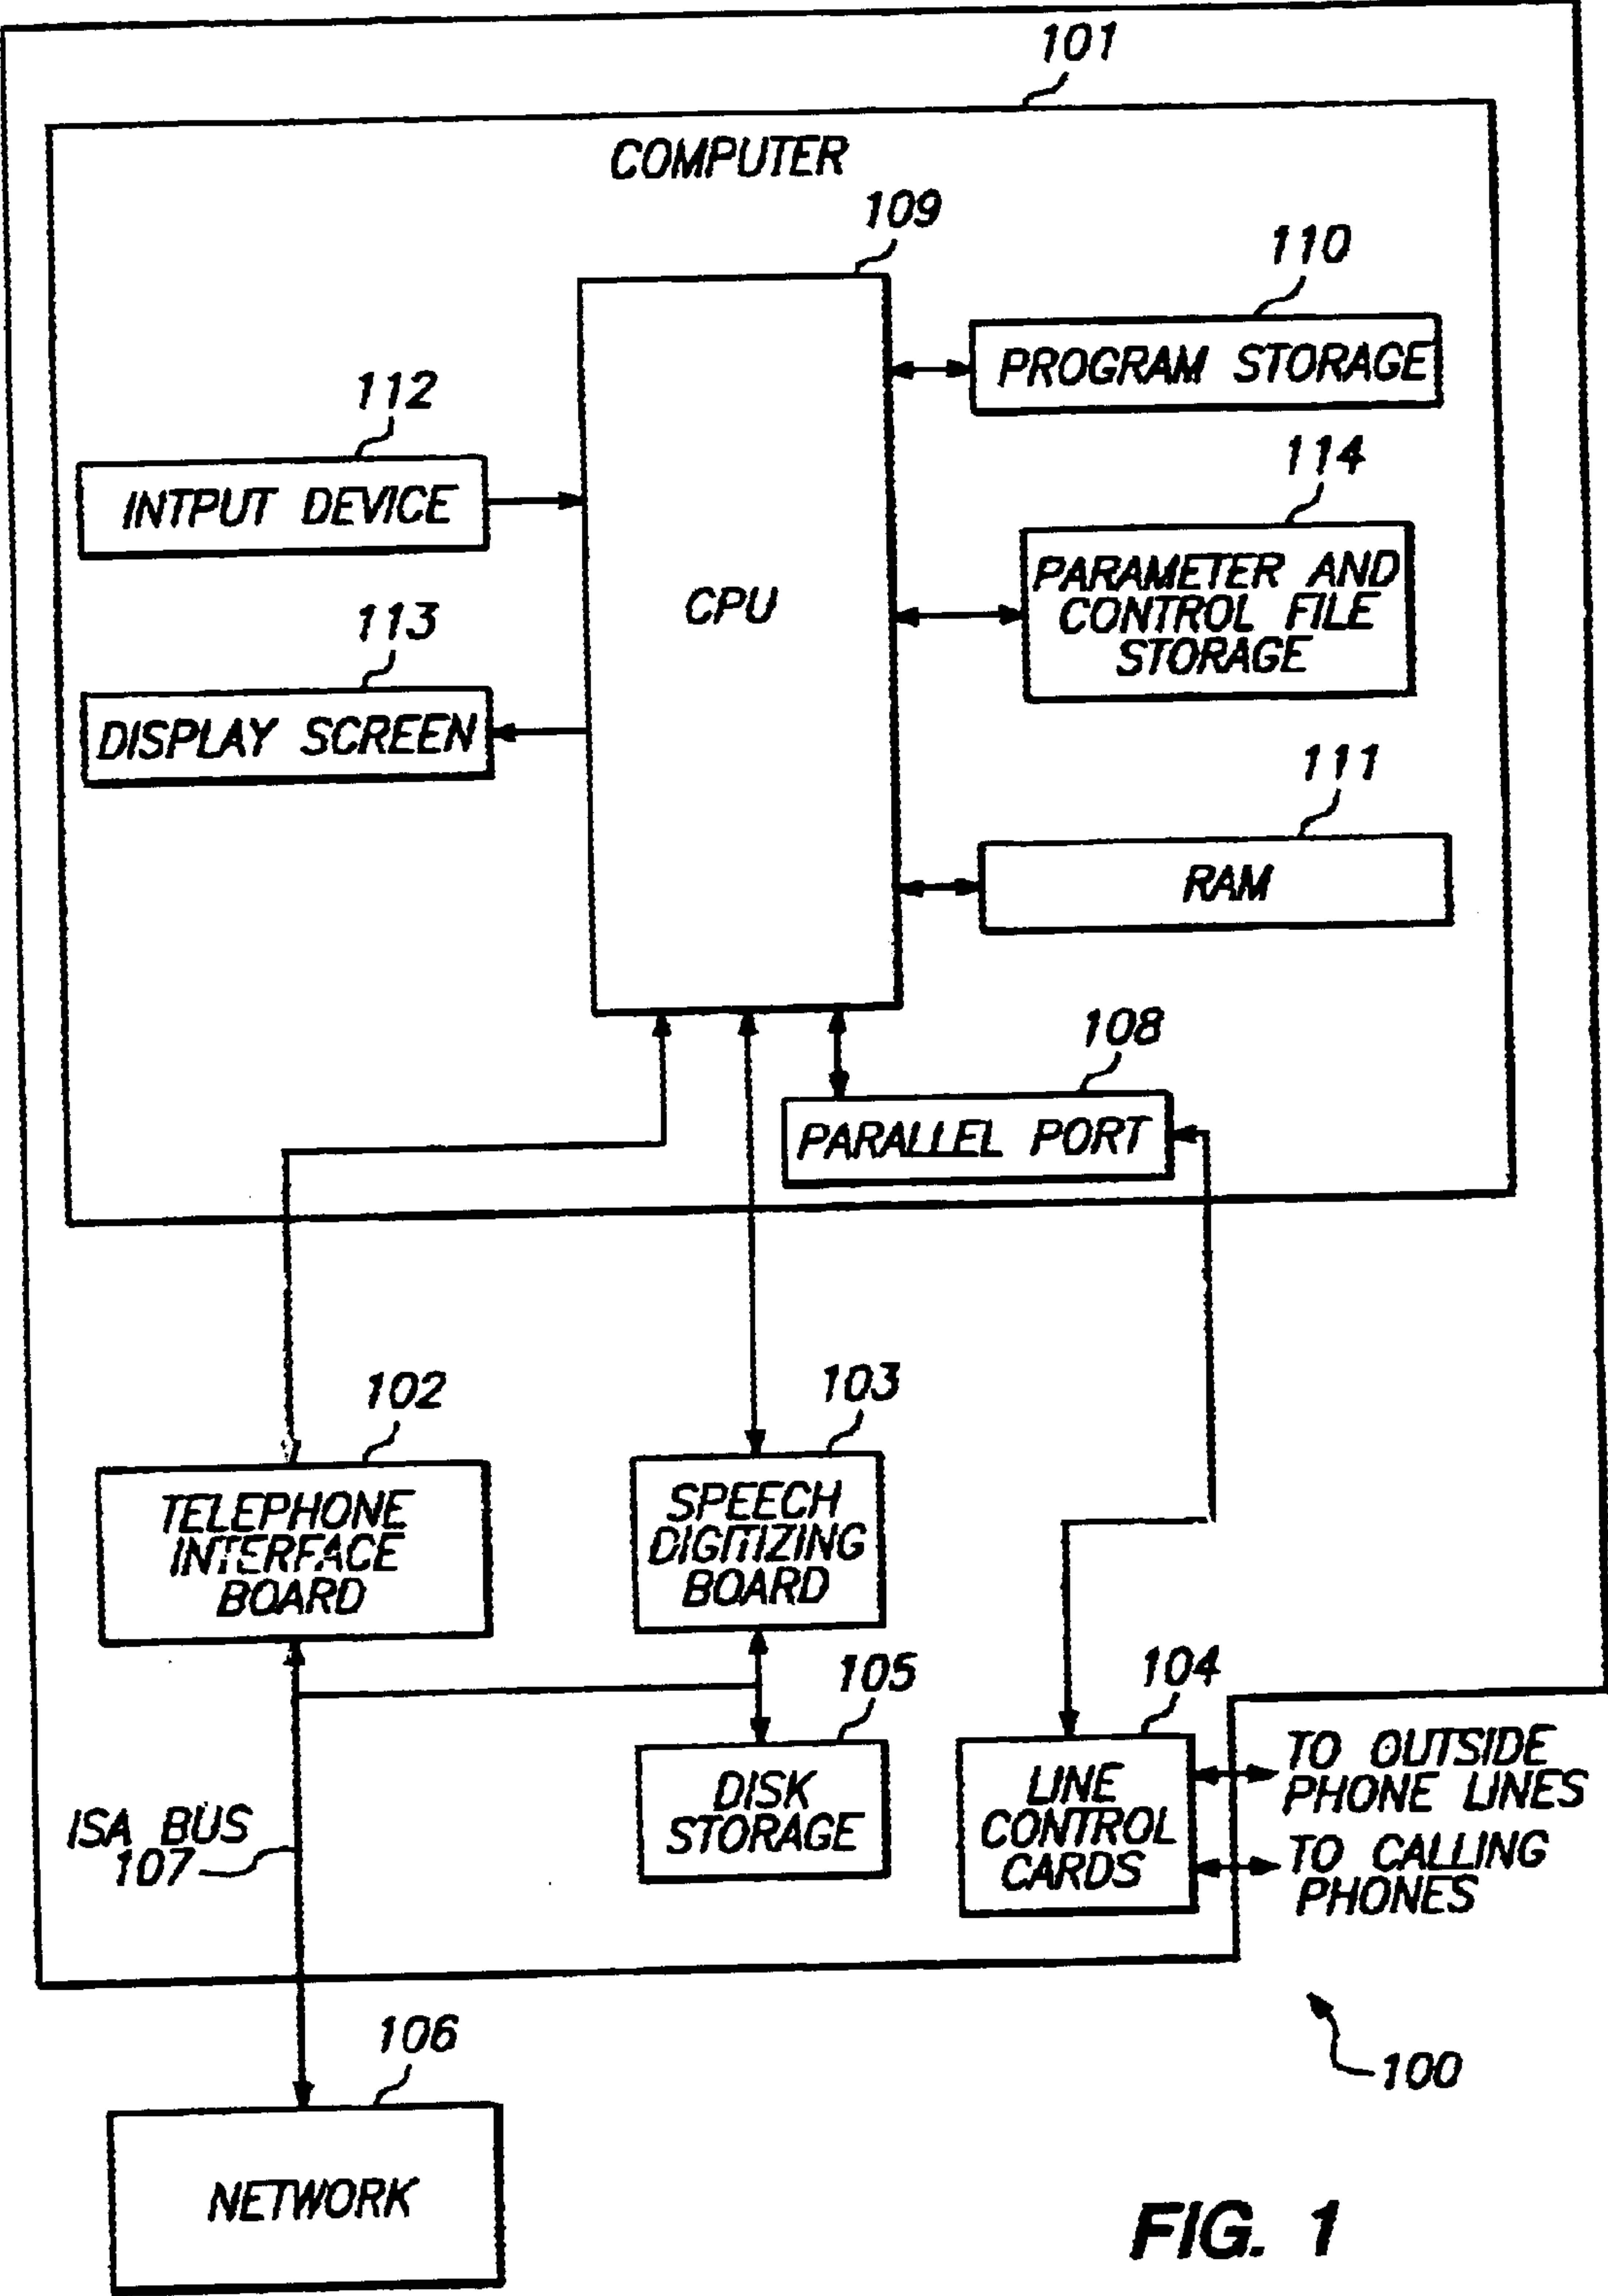 101
COMPUTER
109
110
PROGRAM STORAGE
112
INTPUT DEVICE
114
PARAMETER AND
CONTROL FILE
STORAGE
CPU
113
DISPLAY SCREEN
111
RAM
108
PARALLEL PORT
102
TELEPHONE
INTERFACE
BOARD
103
SPEECH
DIGITIZING
BOARD
105
DISK
STORAGE
104
LINE
CONTROL
CARDS
TO OUTSIDE
PHONE LINES
TO CALLING
PHONES
ISA BUS
107
106
NETWORK
100
FIG. 1